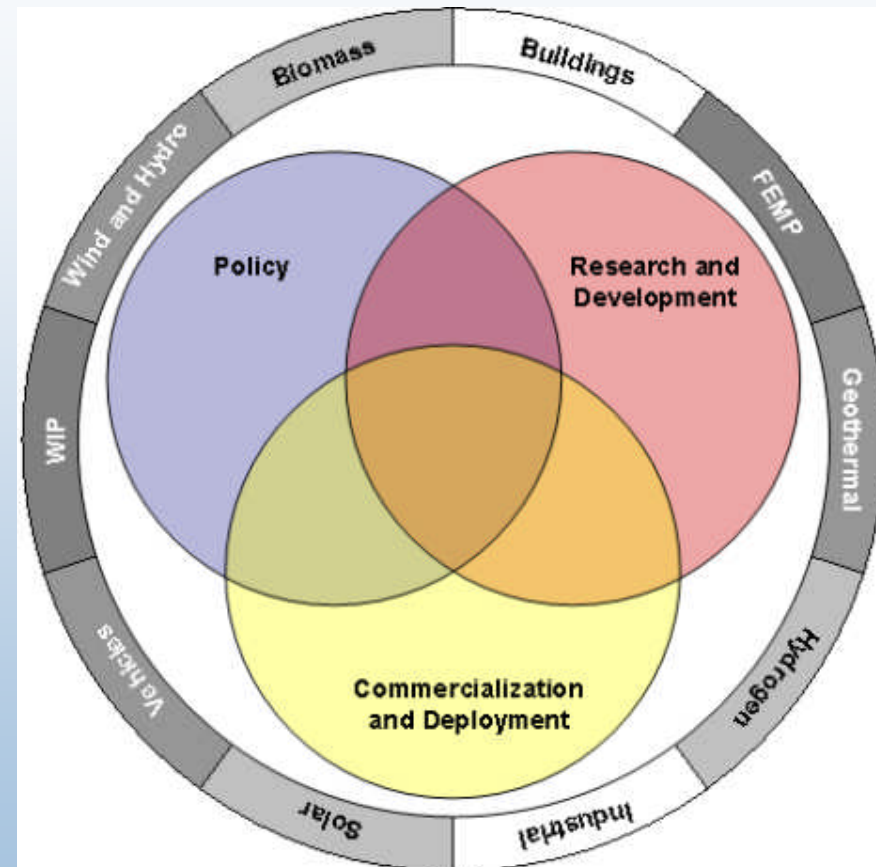 Biomass
Buildings
FEMP
Geothermal
Hydrogen
Industrial
Solar
Vehicles
WIP
Wind and Hydro
Policy
Research and
Development
Commercialization
and Deployment